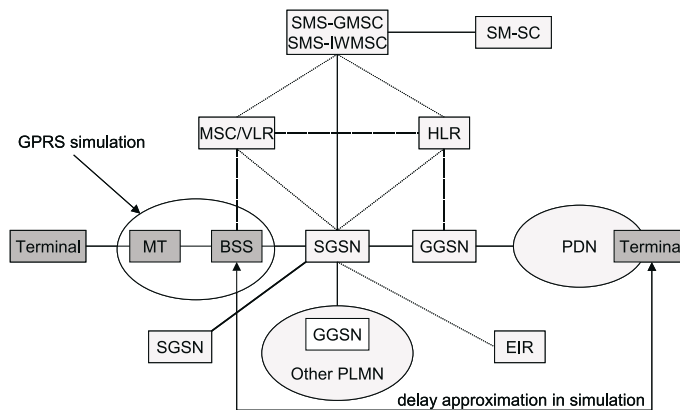 SMS-GMSC
SMS-IWMSC
SM-SC
MSC/VLR
HLR
GPRS simulation
Terminal
MT
BSS
SGSN
GGSN
PDN
Terminal
SGSN
GGSN
Other PLMN
EIR
delay approximation in simulation